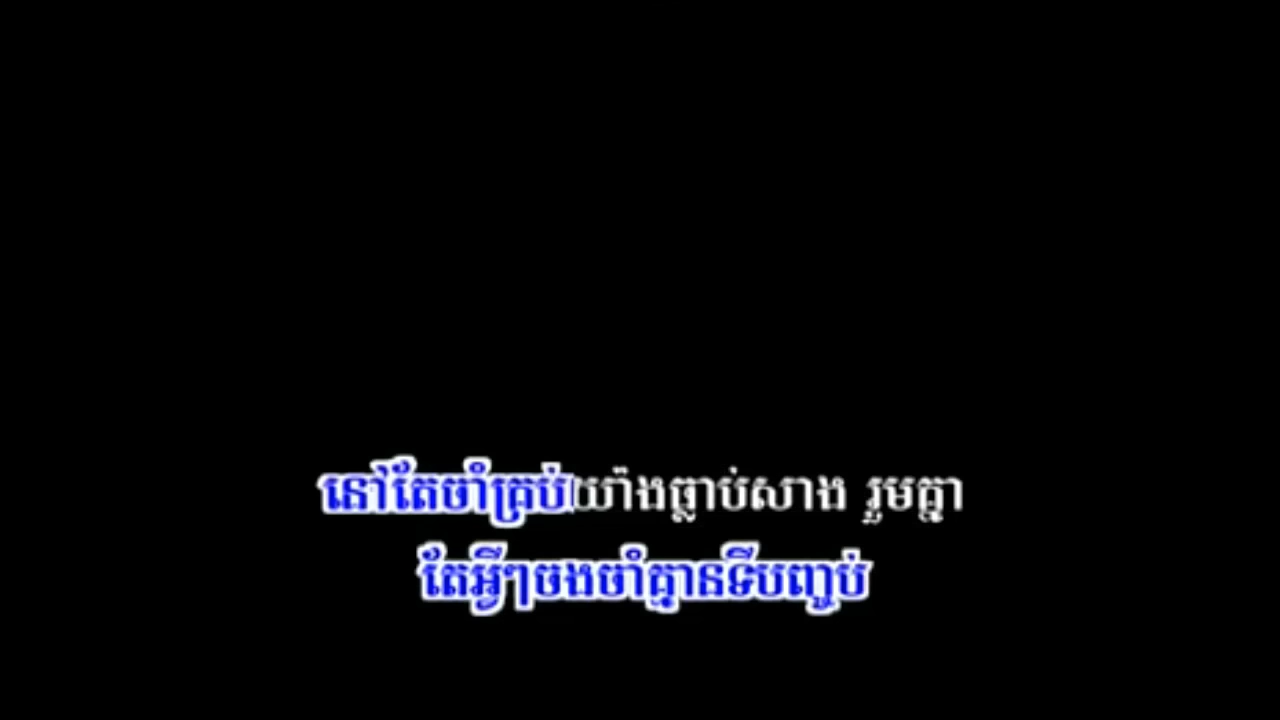 នៅតែចាំគ្រប់យ៉ាងធ្លាប់សាង រួមគ្នា
តែអ្វីៗចងចាំគ្មានទីបញ្ចប់